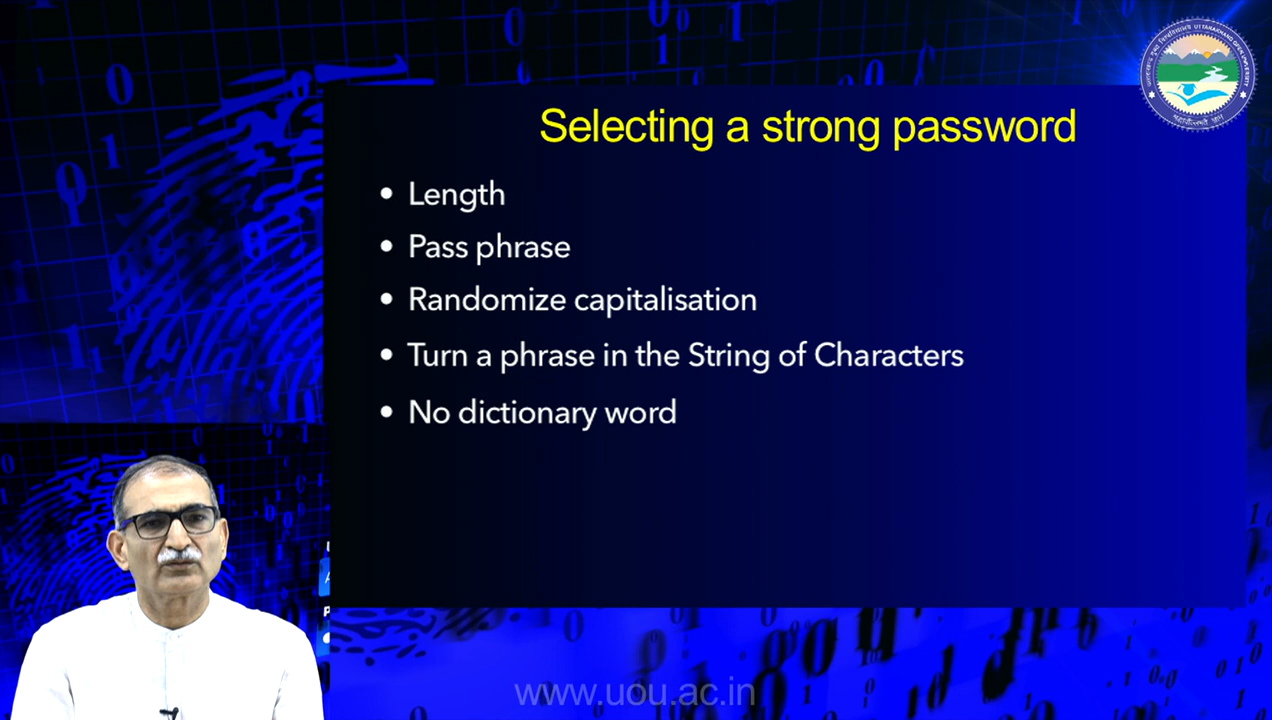 Selecting a strong password
• Length
• Pass phrase
• Randomize capitalisation
• Turn a phrase in the String of Characters
• No dictionary word
www.uou.ac.in